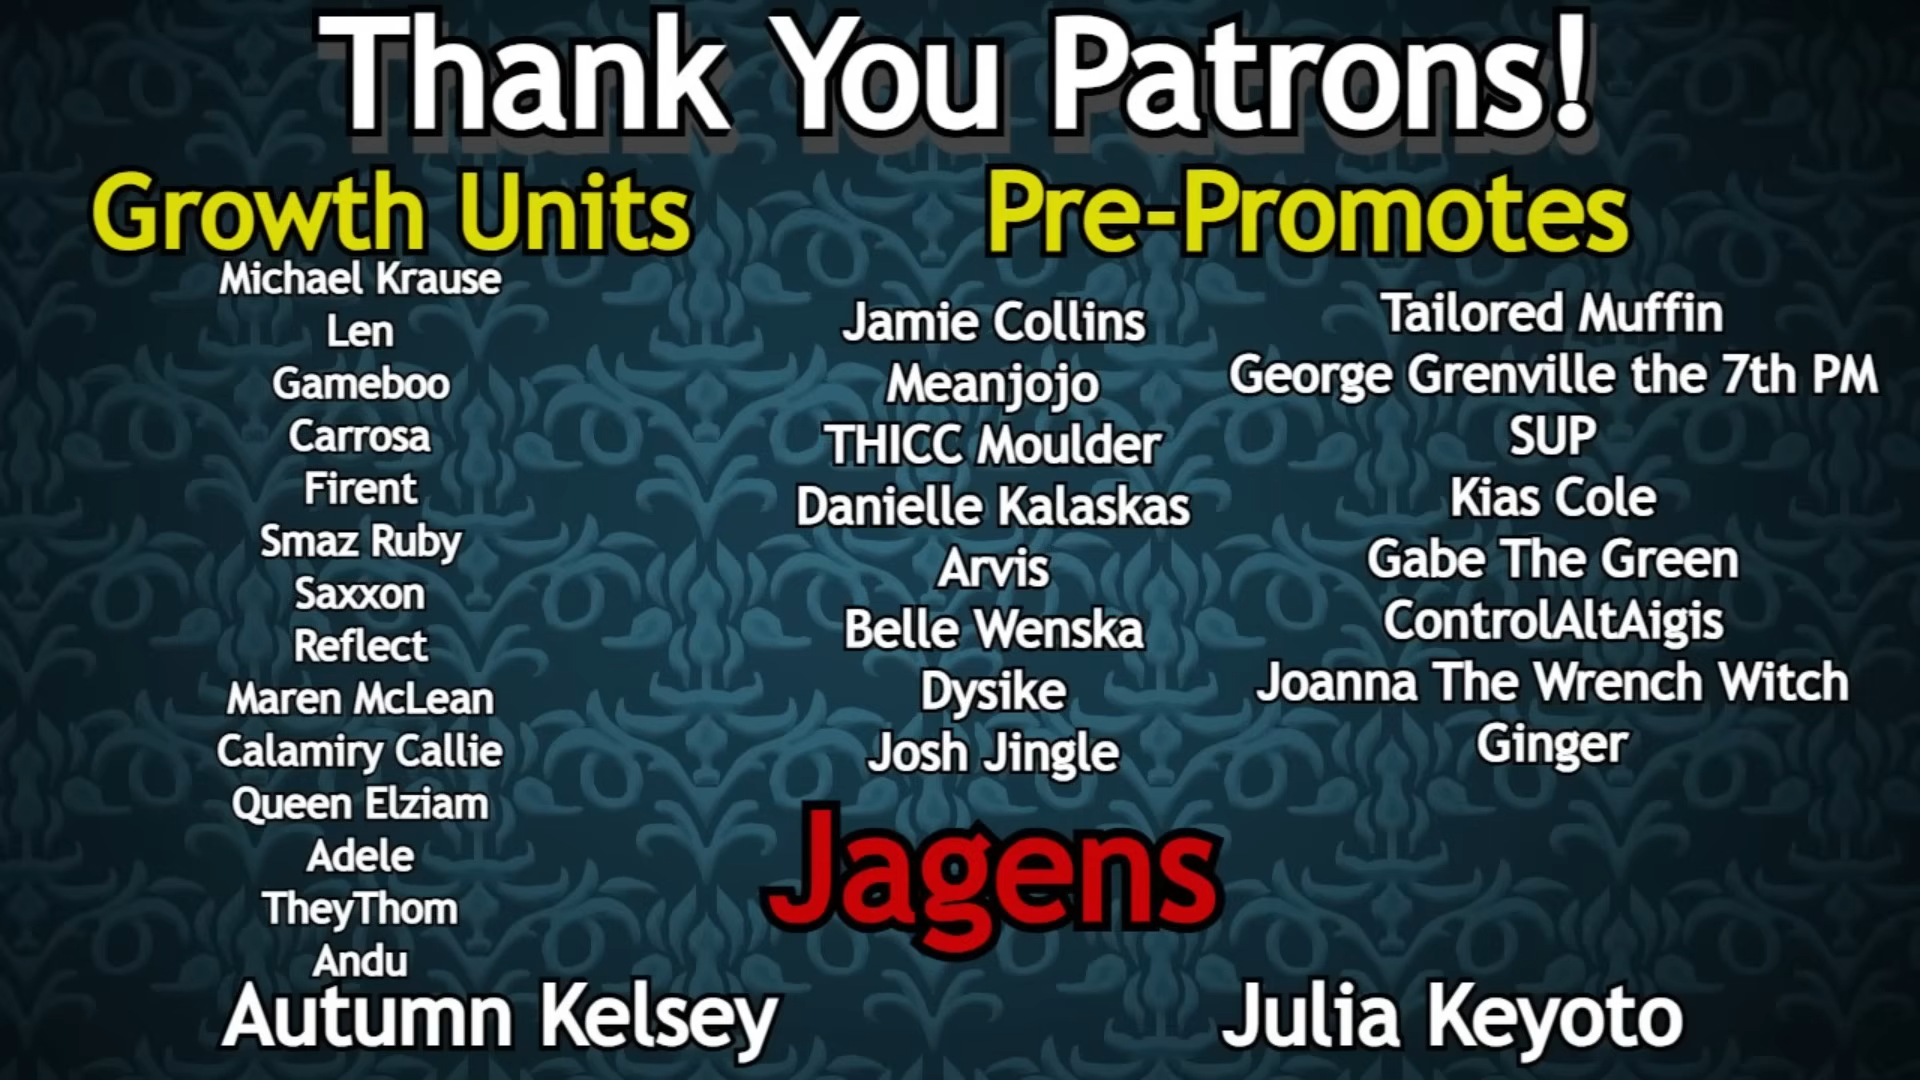 Thank You Patrons!
Growth Units
Michael Krause
Len
Gameboo
Carrosa
Firent
Smaz Ruby
Saxxon
Reflect
Maren McLean
Calamiry Callie
Queen Elziam
Adele
TheyThom
Andu
Pre-Promotes
Jamie Collins
Meanjojo
THICC Moulder
Danielle Kalaskas
Arvis
Belle Wenska
Dysike
Josh Jingle
Tailored Muffin
George Grenville the 7th PM
SUP
Kias Cole
Gabe The Green
ControlAltAigis
Joanna The Wrench Witch
Ginger
Jagens
Autumn Kelsey
Julia Keyoto